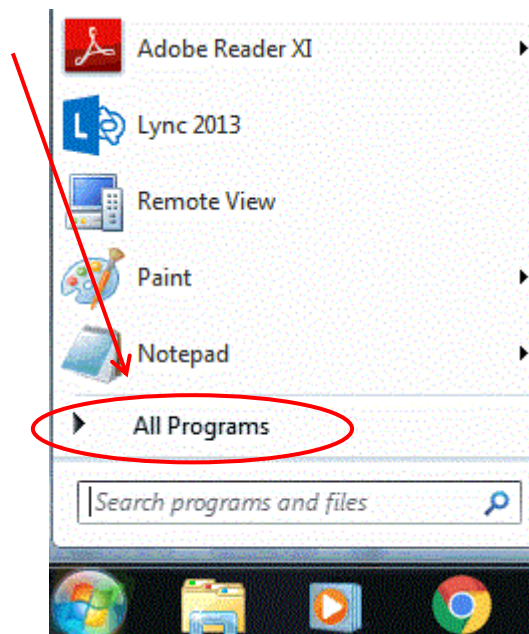 Adobe Reader XI
L Lync 2013
Remote View
Paint
Notepad
All Programs
Search programs and files